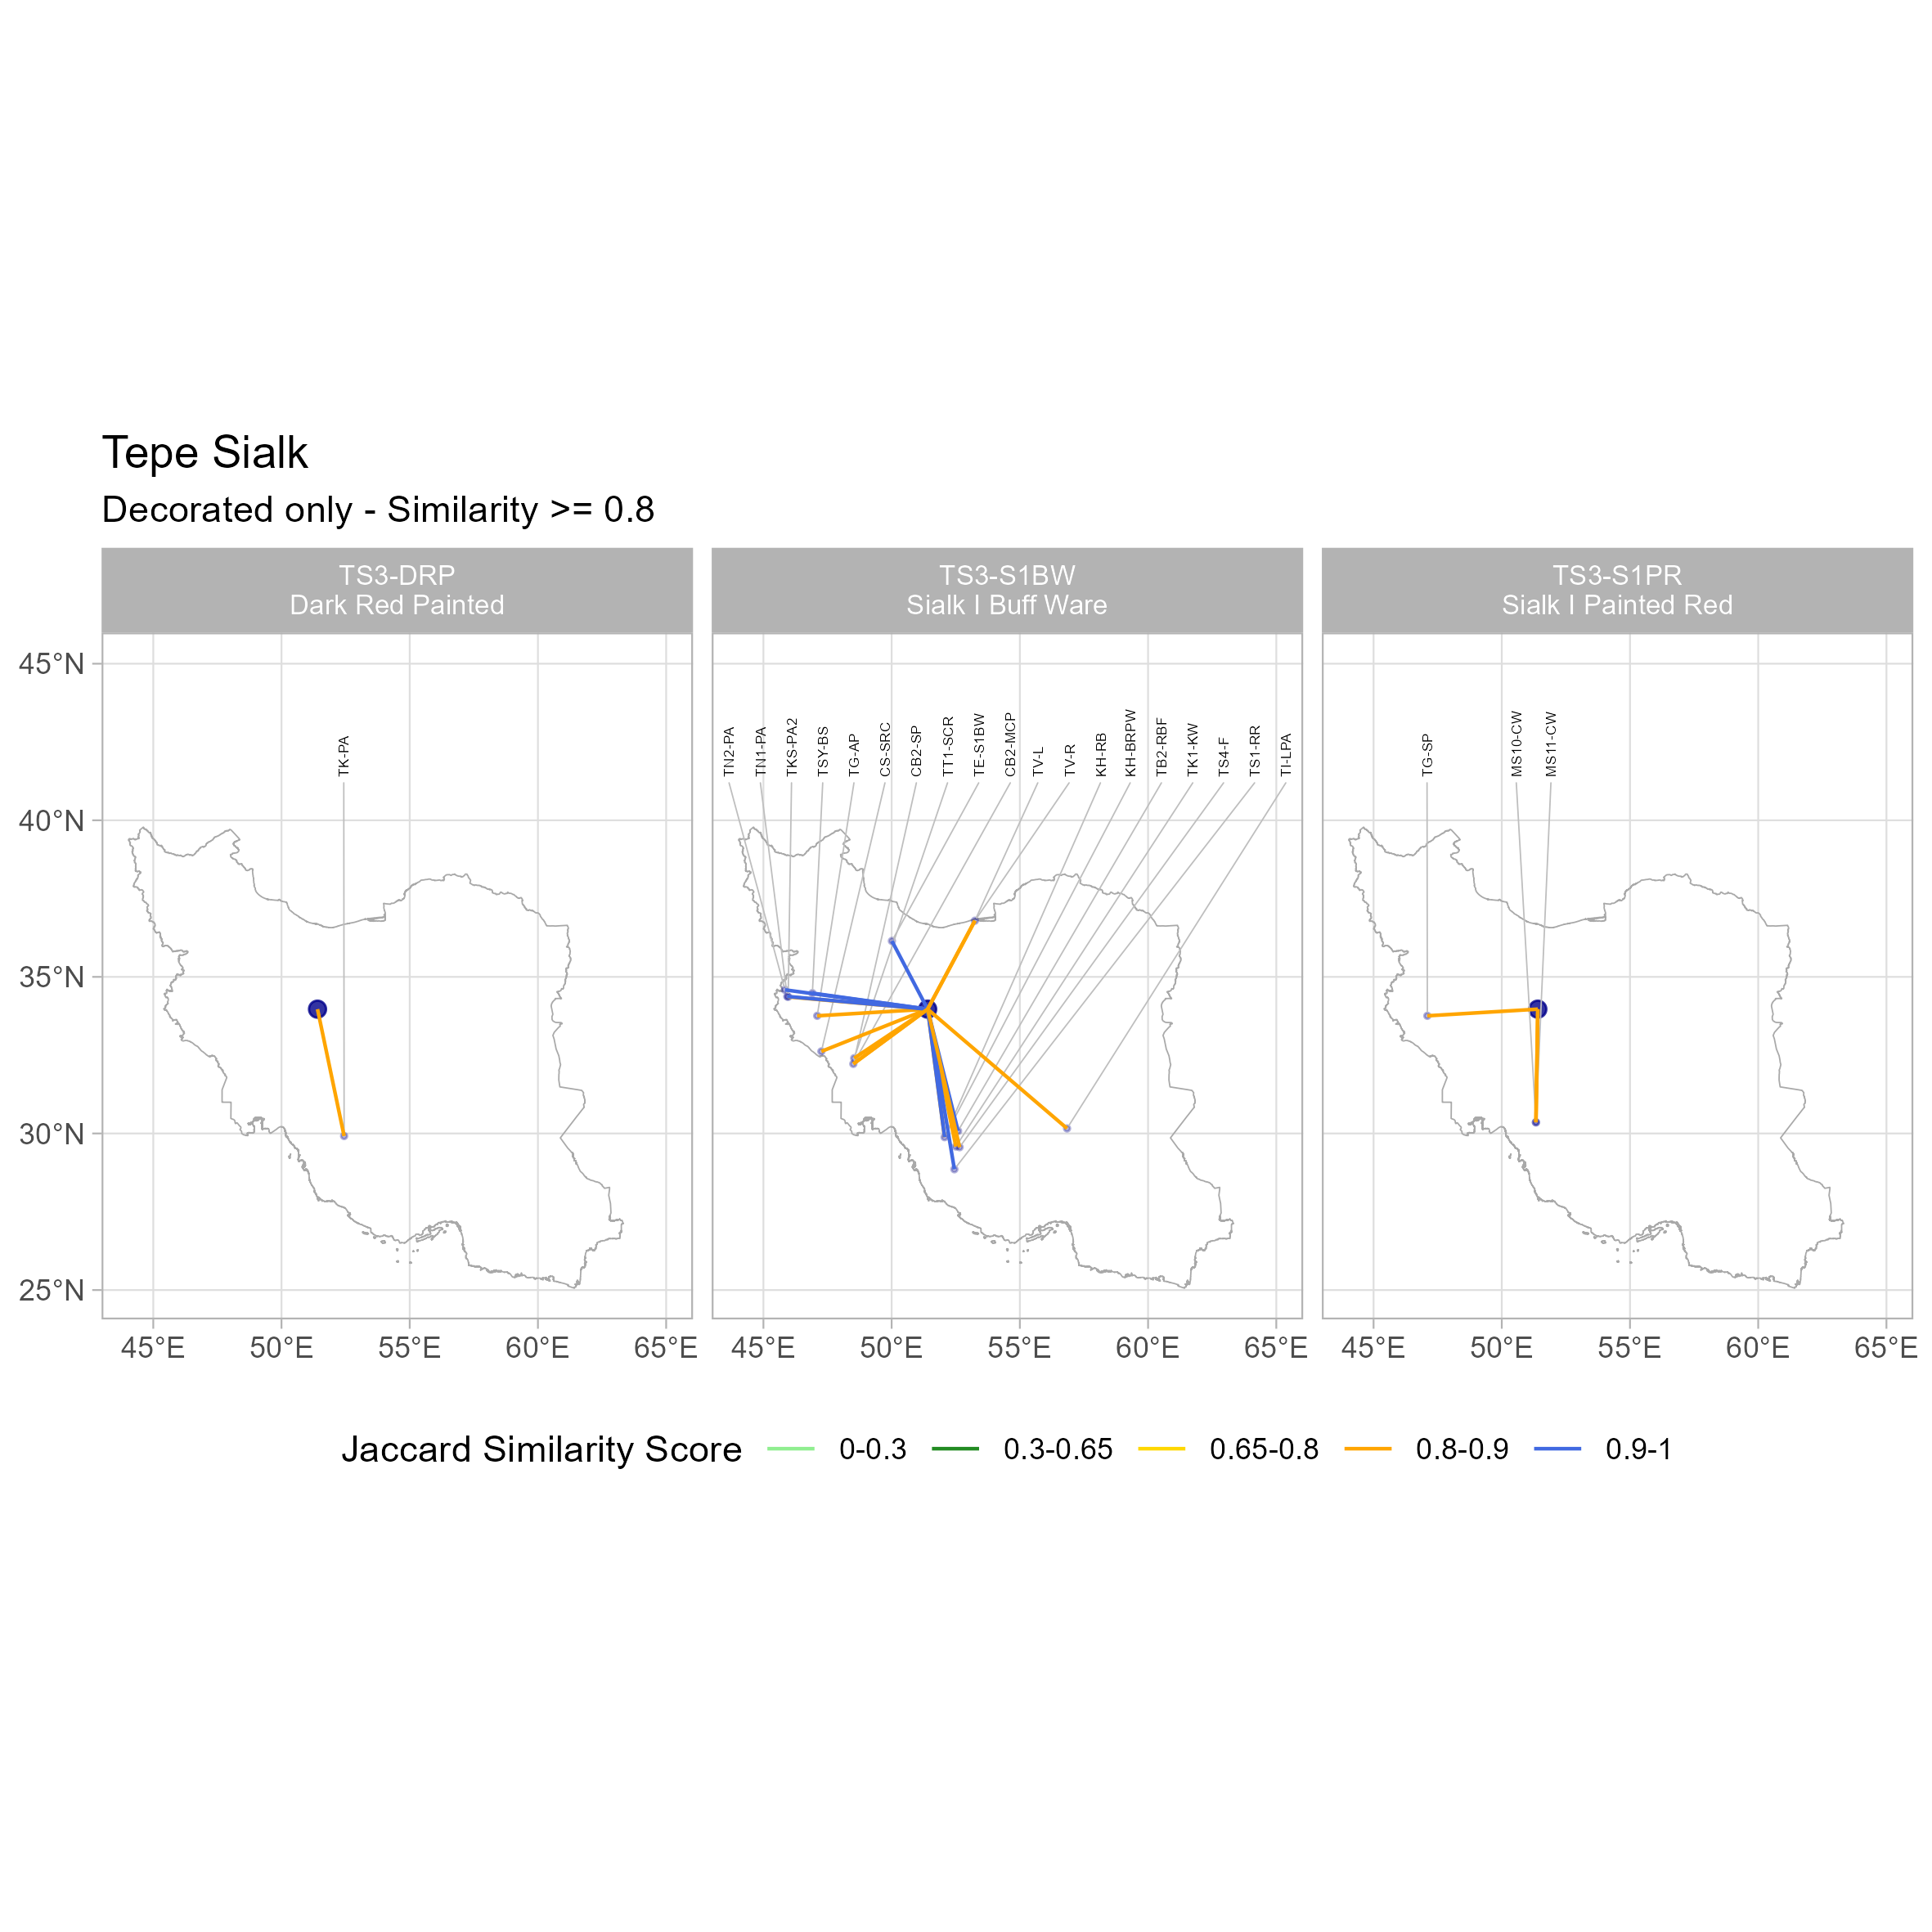 Tepe Sialk
Decorated only - Similarity >= 0.8
TS3-DRP
Dark Red Painted
TS3-S1BW
Sialk I Buff Ware
TS3-S1PR
Sialk I Painted Red
45°N
40°N
35°N
30°N
25°N
TK-PA
TN2-PA
TN1-PA
TKS-PA2
TSY-BS
TG-AP
CS-SRC
CB2-SP
TT1-SCR
TE-S1BW
CB2-MCP
TV-L
TV-R
KH-RB
KH-BRPW
TB2-RBF
TK1-KW
TS4-F
TS1-RR
TI-LPA
TG-SP
MS10-CW
MS11-CW
45°E 50°E 55°E 60°E 65°E
45°E 50°E 55°E 60°E 65°E
45°E 50°E 55°E 60°E 65°E
Jaccard Similarity Score 0-0.3 0.3-0.65 0.65-0.8 0.8-0.9 0.9-1